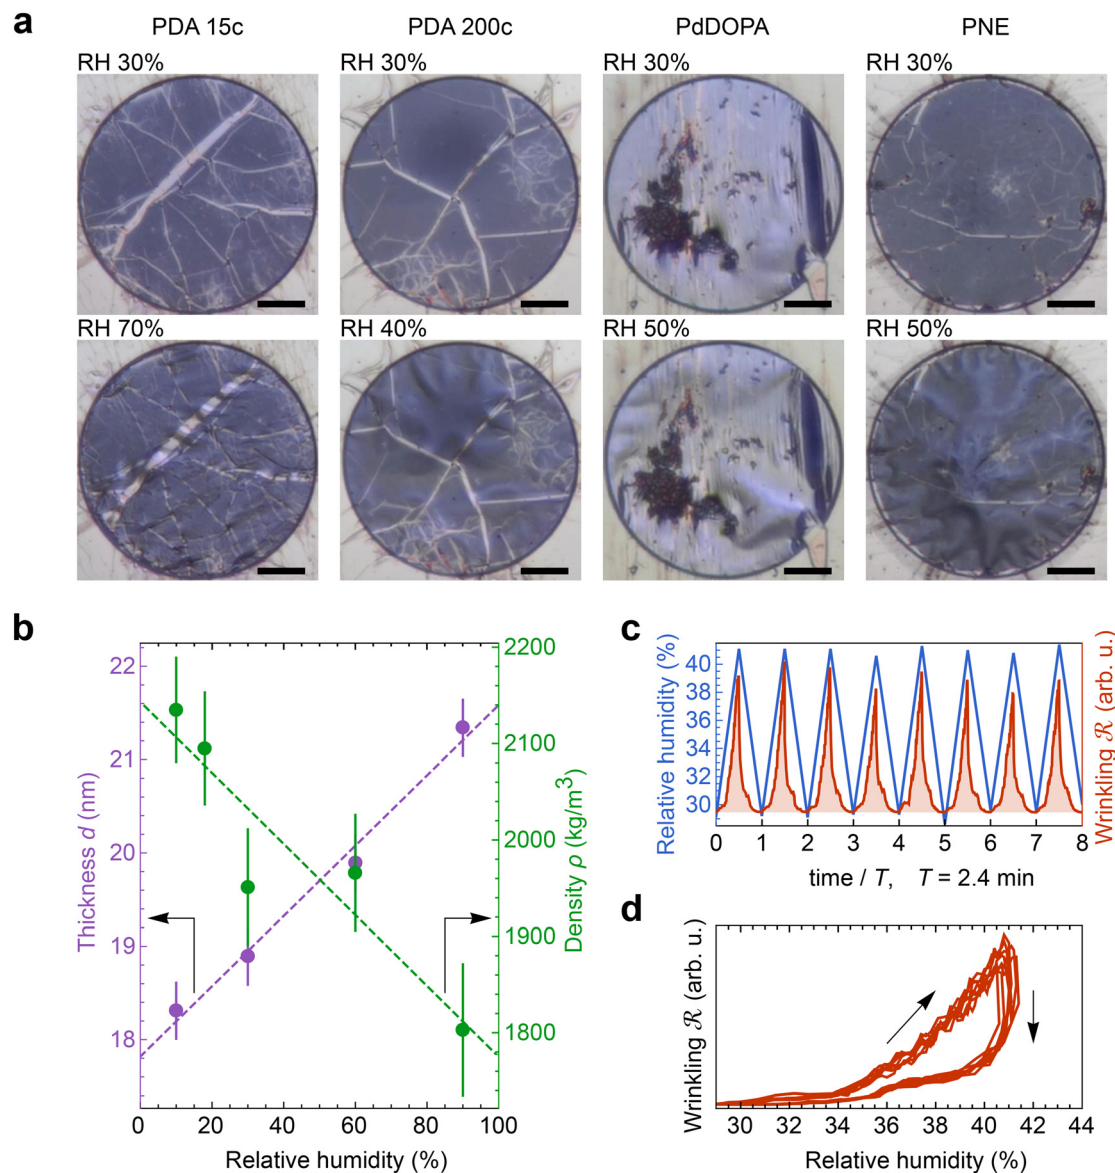 a
PDA 15c PDA 200c PdDOPA PNE
RH 30% RH 30% RH 30% RH 30%
RH 70% RH 40% RH 50% RH 50%
b
Thickness d (nm)
22
21
20
19
18
2200
2100
2000
1900
1800
Density ρ (kg/m3)
0 20 40 60 80 100
Relative humidity (%)
c
Relative humidity (%)
40
38
36
34
32
30
Wrinkling ℛ (arb. u.)
0 1 2 3 4 5 6 7 8
time / T, T = 2.4 min
d
Wrinkling ℛ (arb. u.)
30 32 34 36 38 40 42 44
Relative humidity (%)